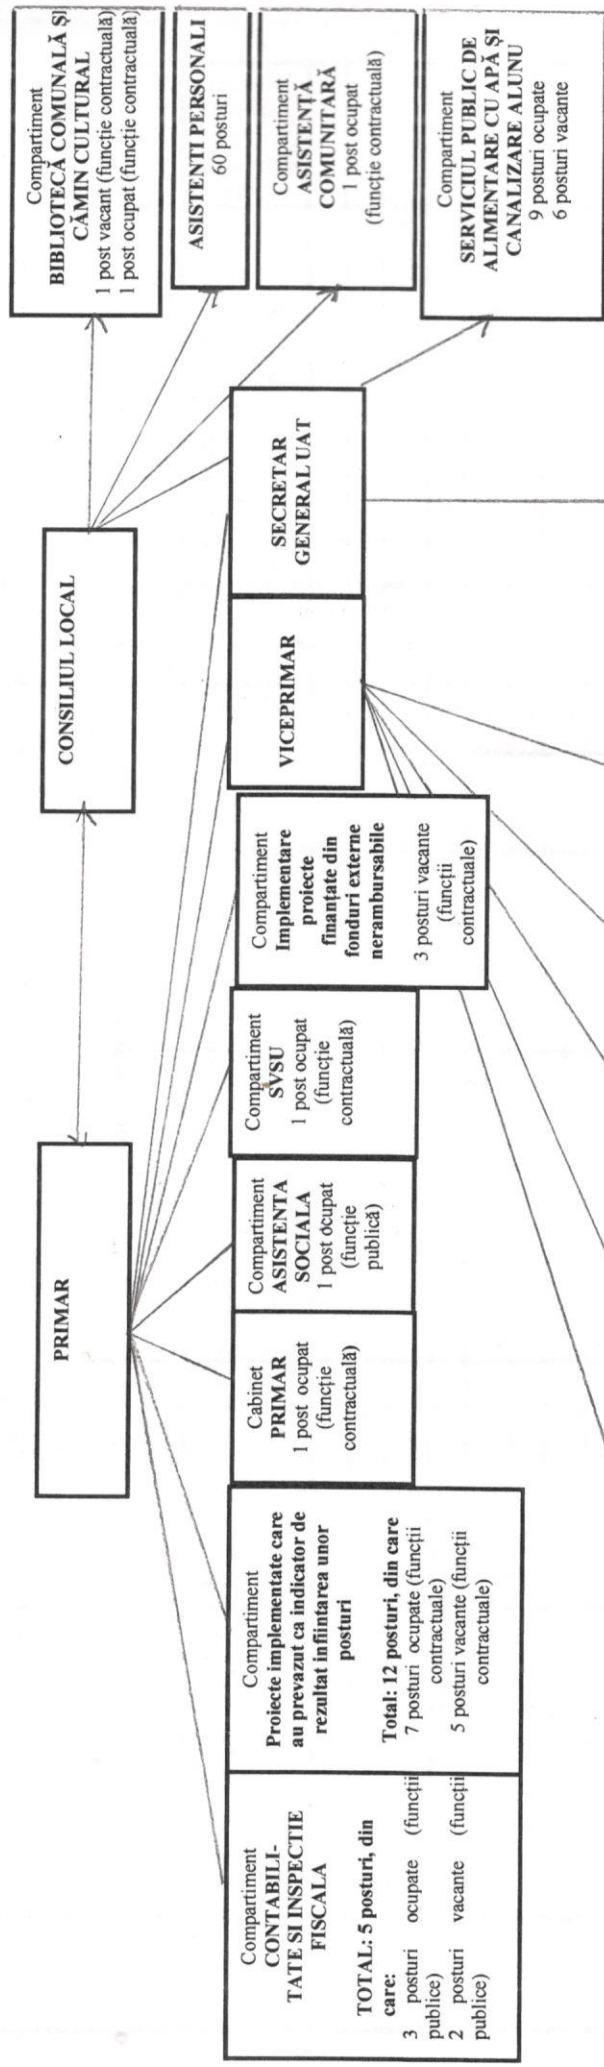 PRIMAR
CONSILIUL LOCAL
Compartiment
BIBLIOTECĂ COMUNALĂ ȘI
CĂMIN CULTURAL
1 post vacant (funcție contractuală)
1 post ocupat (funcție contractuală)
ASISTENTI PERSONALI
60 posturi
Compartiment
ASISTENȚĂ
COMUNITARĂ
1 post ocupat
(funcție contractuală)
Compartiment
SERVICIUL PUBLIC DE
ALIMENTARE CU APĂ ȘI
CANALIZARE ALUNU
9 posturi ocupate
6 posturi vacante
Compartiment
CONTABILI-
TATE SI INSPECTIE
FISCALA
TOTAL: 5 posturi, din
care:
3 posturi ocupate (funcții
publice)
2 posturi vacante (funcții
publice)
Compartiment
Proiecte implementate care
au prevazut ca indicator de
rezultat infiintarea unor
posturi
Total: 12 posturi, din care
7 posturi ocupate (funcții
contractuale)
5 posturi vacante (funcții
contractuale)
Cabinet
PRIMAR
1 post ocupat
(funcție
contractuală)
Compartiment
ASISTENTA
SOCIALA
1 post ocupat
(funcție
publică)
Compartiment
SVSU
1 post ocupat
(funcție
contractuală)
Compartiment
Implementare
proiecte
finanțate din
fonduri externe
nerambursabile
3 posturi vacante
(funcții
contractuale)
VICEPRIMAR
SECRETAR
GENERAL UAT